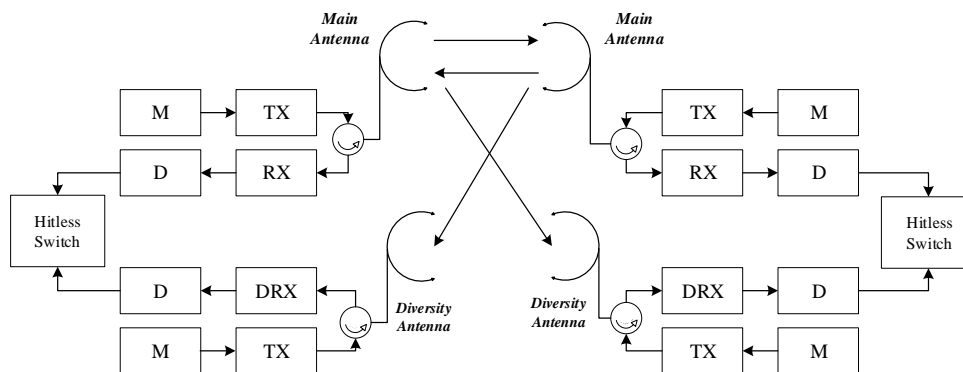 Main Main
Antenna Antenna
M TX TX M
D RX RX D
Hitless Hitless
Switch Switch
D DRX DRX D
Diversity Diversity
Antenna Antenna
M TX TX M